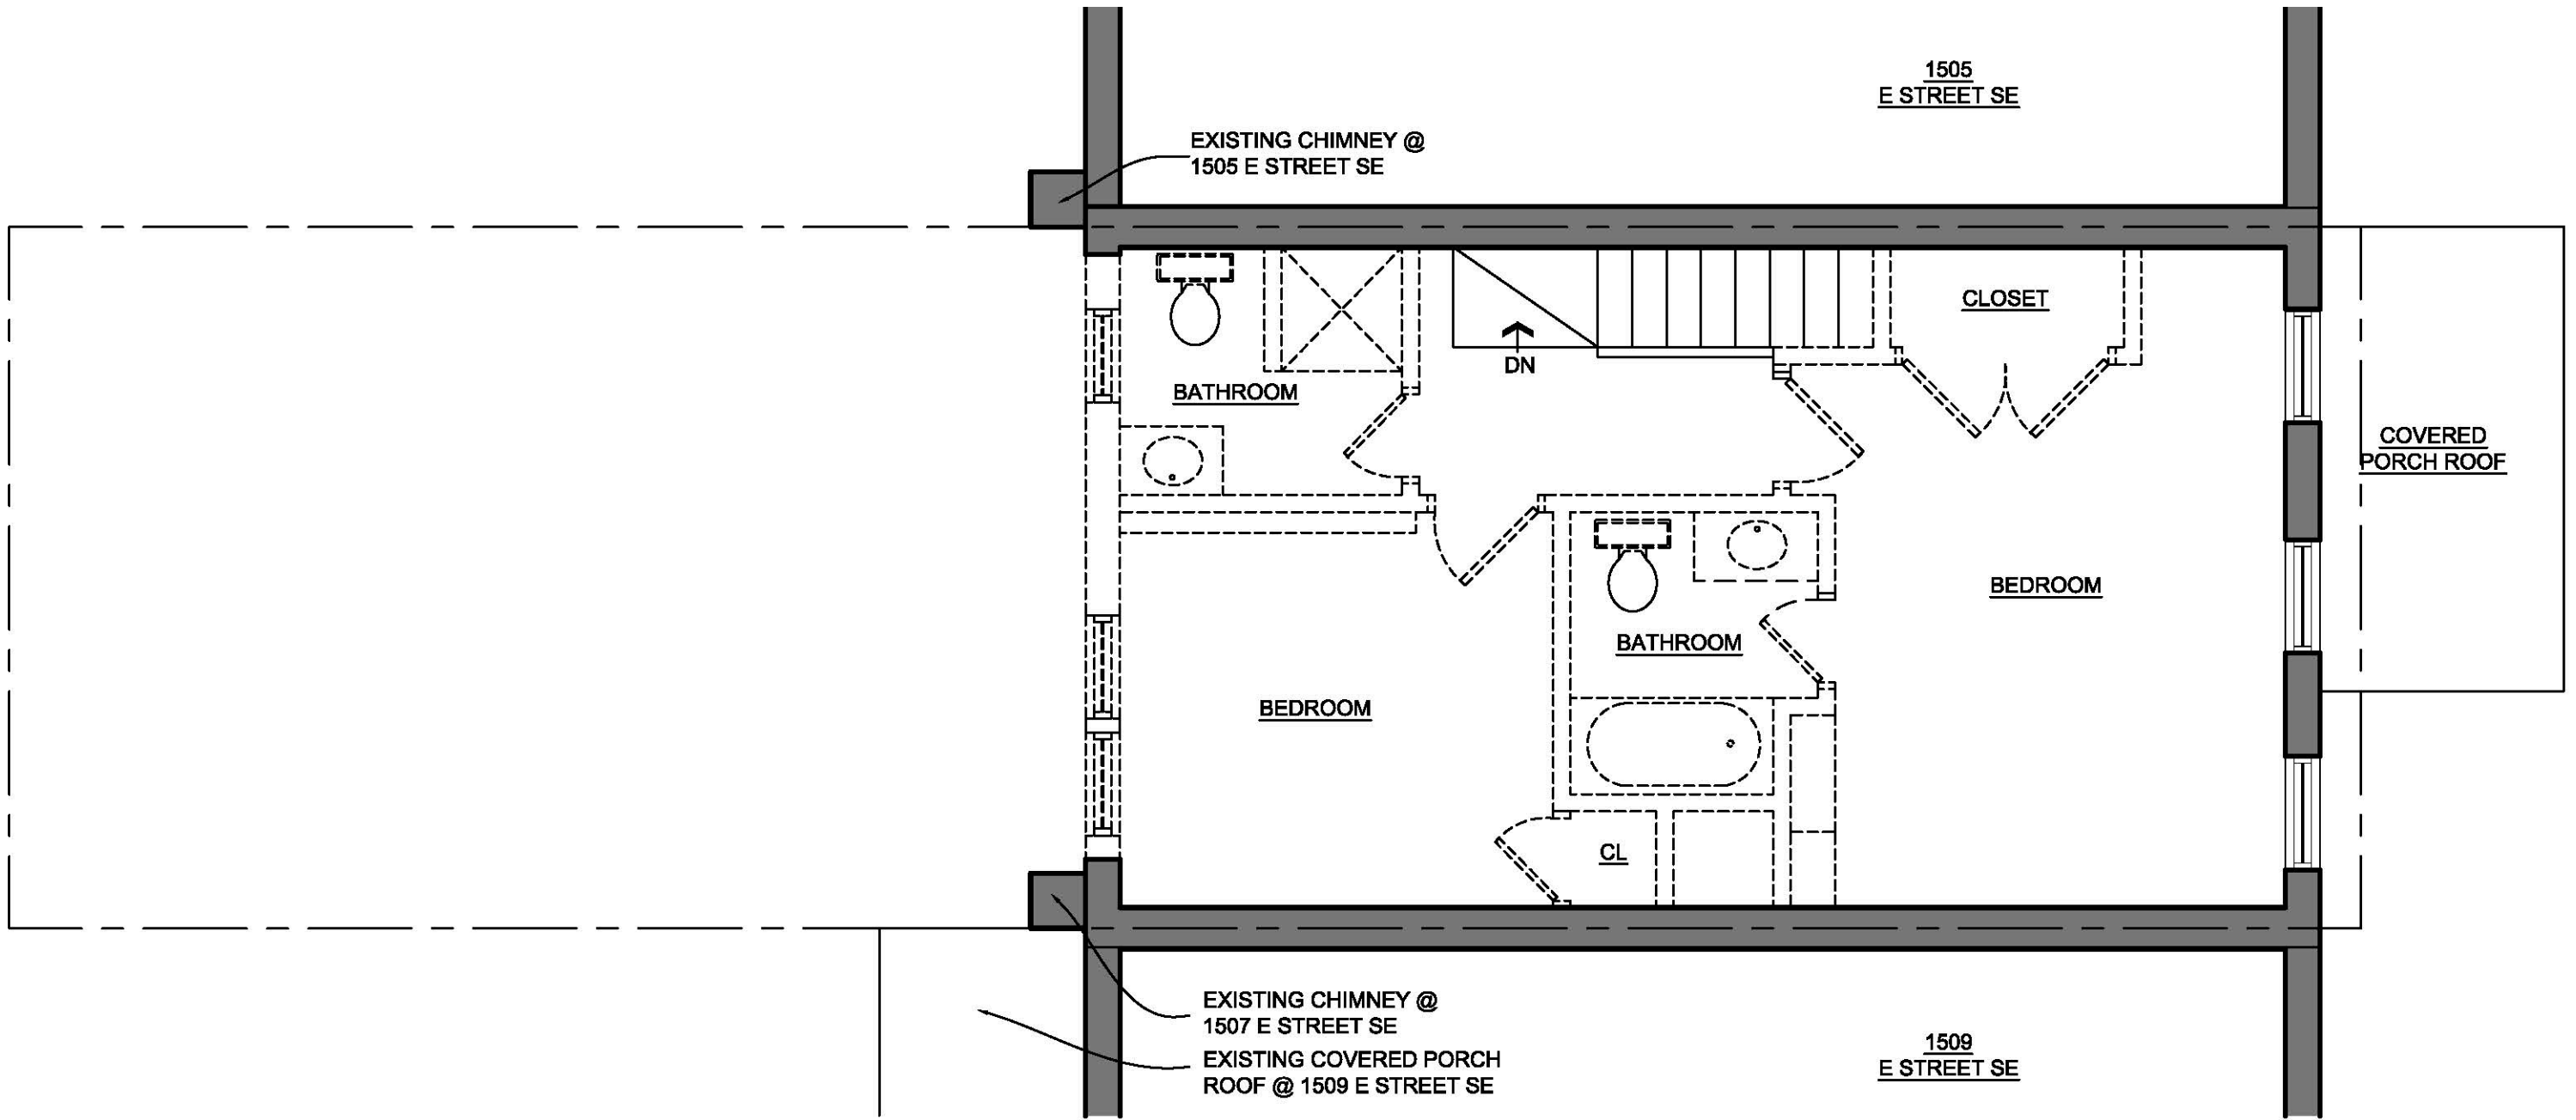 1505
E STREET SE
EXISTING CHIMNEY @
1505 E STREET SE
CLOSET
DN
BATHROOM
COVERED
PORCH ROOF
BEDROOM
BATHROOM
BEDROOM
CL
EXISTING CHIMNEY @
1507 E STREET SE
EXISTING COVERED PORCH
ROOF @ 1509 E STREET SE
1509
E STREET SE